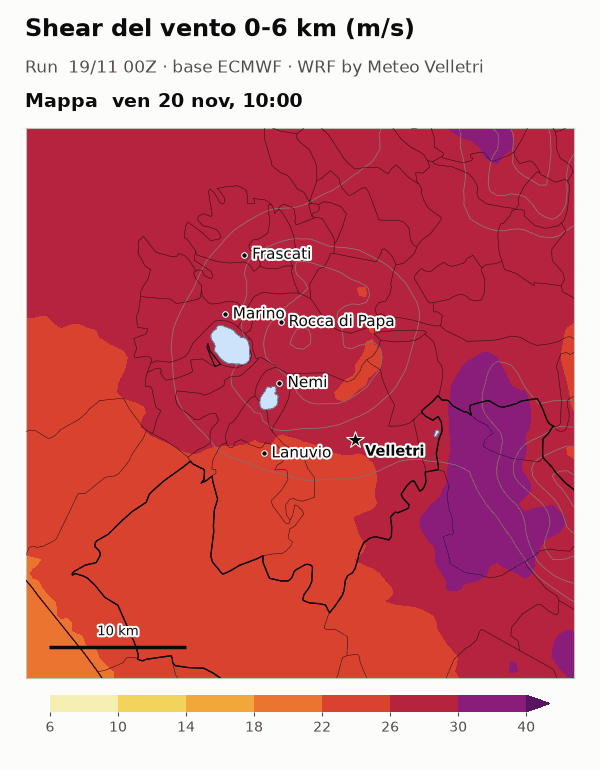 Shear del vento 0-6 km (m/s)
Run  19/11 00Z · base ECMWF · WRF by Meteo Velletri
Mappa  ven 20 nov, 10:00
Frascati
Marino
Rocca di Papa
Nemi
Velletri
Lanuvio
10 km
6 10 14 18 22 26 30 40